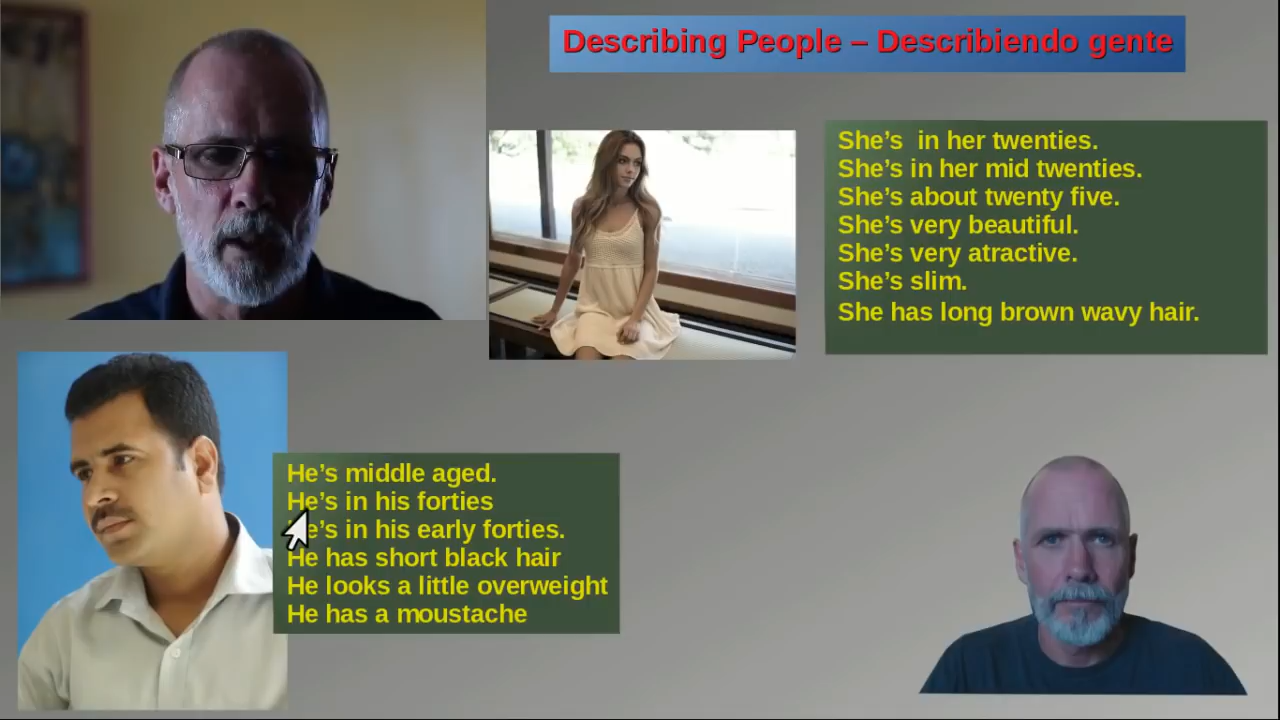 Describing People – Describiendo gente
She's in her twenties.
She's in her mid twenties.
She's about twenty five.
She's very beautiful.
She's very atractive.
She's slim.
She has long brown wavy hair.
He's middle aged.
He's in his forties
He's in his early forties.
He has short black hair
He looks a little overweight
He has a moustache